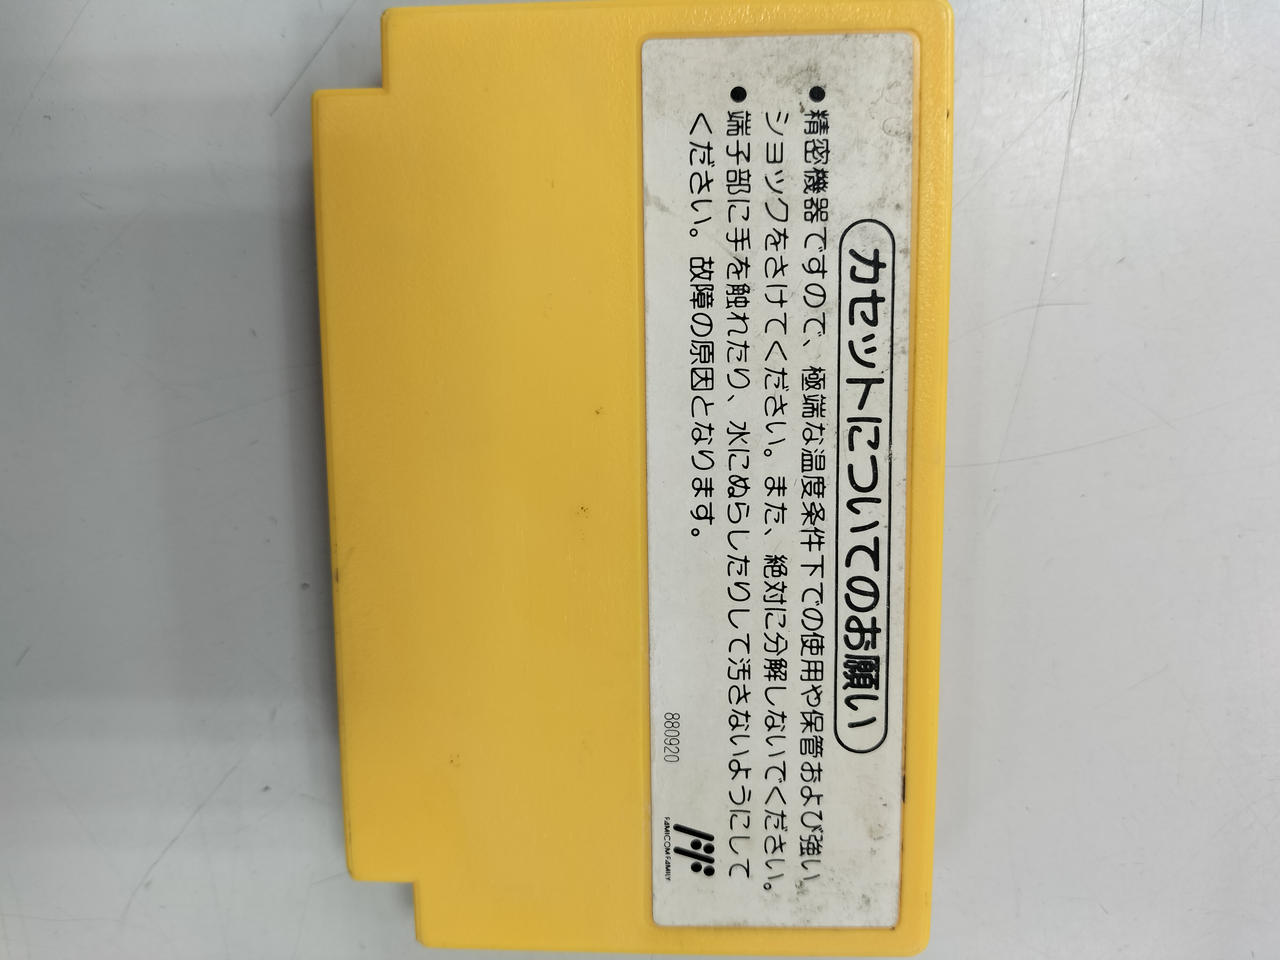 カセットについてのお願い
●精密機器ですので、極端な温度条件下での使用や保管および強い
ショックをさけてください。また、絶対に分解しないでください。
●端子部に手を触れたり、水にぬらしたりして汚さないようにして
ください。故障の原因となります。
880920
FAMICOM FAMILY